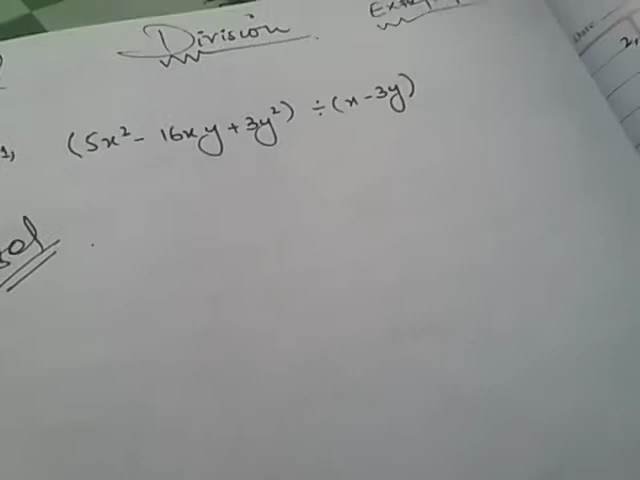 Division
1, (5x² - 16xy + 3y²) ÷ (x - 3y)
Sol